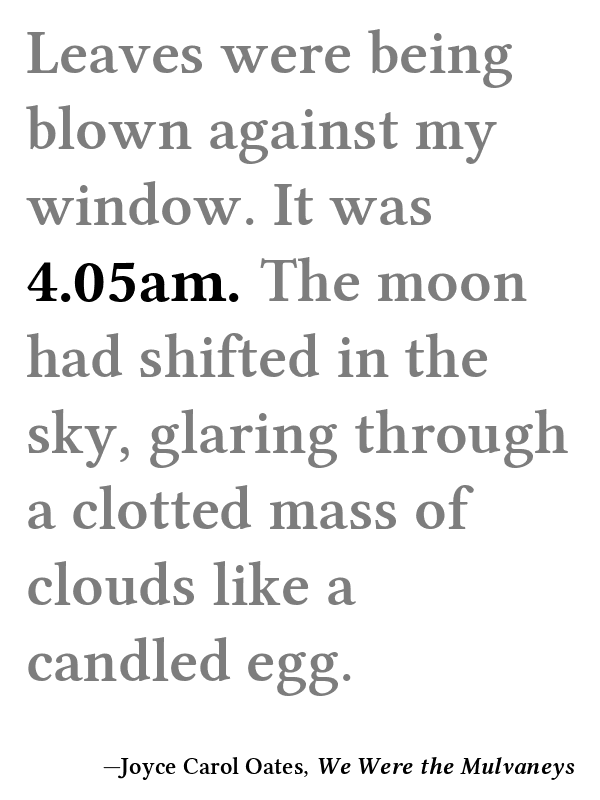 Leaves were being
blown against my
window. It was
4.05am. The moon
had shifted in the
sky, glaring through
a clotted mass of
clouds like a
candled egg.
—Joyce Carol Oates, We Were the Mulvaneys